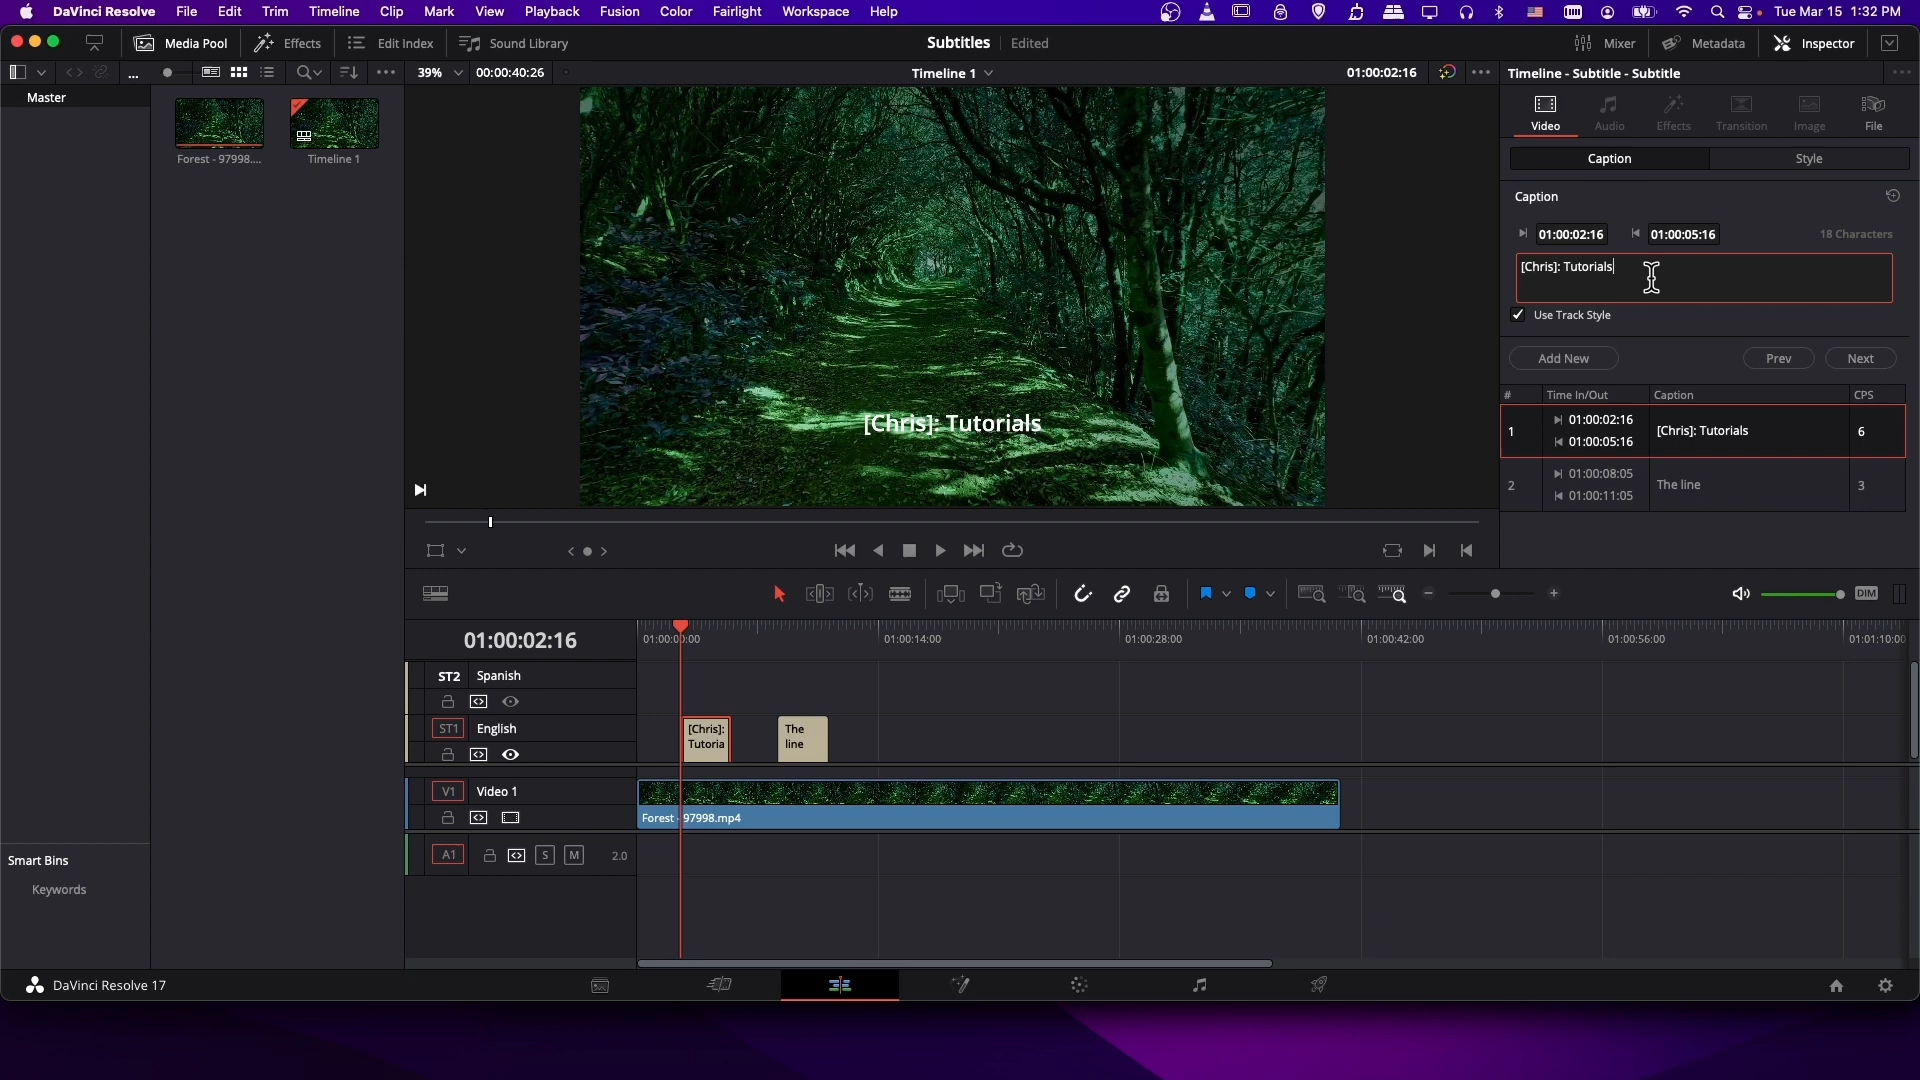 DaVinci Resolve File Edit Trim Timeline Clip Mark View Playback Fusion Color Fairlight Workspace Help Tue Mar 15 1:32 PM
Media Pool Effects Edit Index Sound Library Subtitles Edited Mixer Metadata Inspector
39% 00:00:40:26 Timeline 1 01:00:02:16 Timeline - Subtitle - Subtitle
Master
Forest - 97998.... Timeline 1
Video Audio Effects Transition Image File
Caption Style
Caption
01:00:02:16 01:00:05:16 18 Characters
[Chris]: Tutorials
Use Track Style
Add New Prev Next
# Time In/Out Caption CPS
1 01:00:02:16 [Chris]: Tutorials 6
01:00:05:16
2 01:00:08:05 The line 3
01:00:11:05
[Chris]: Tutorials
DIM
01:00:02:16 01:00:00:00 01:00:14:00 01:00:28:00 01:00:42:00 01:00:56:00 01:01:10:00
ST2 Spanish
ST1 English
[Chris]:
Tutoria
The
line
V1 Video 1
Forest - 97998.mp4
A1 S M 2.0
Smart Bins
Keywords
DaVinci Resolve 17